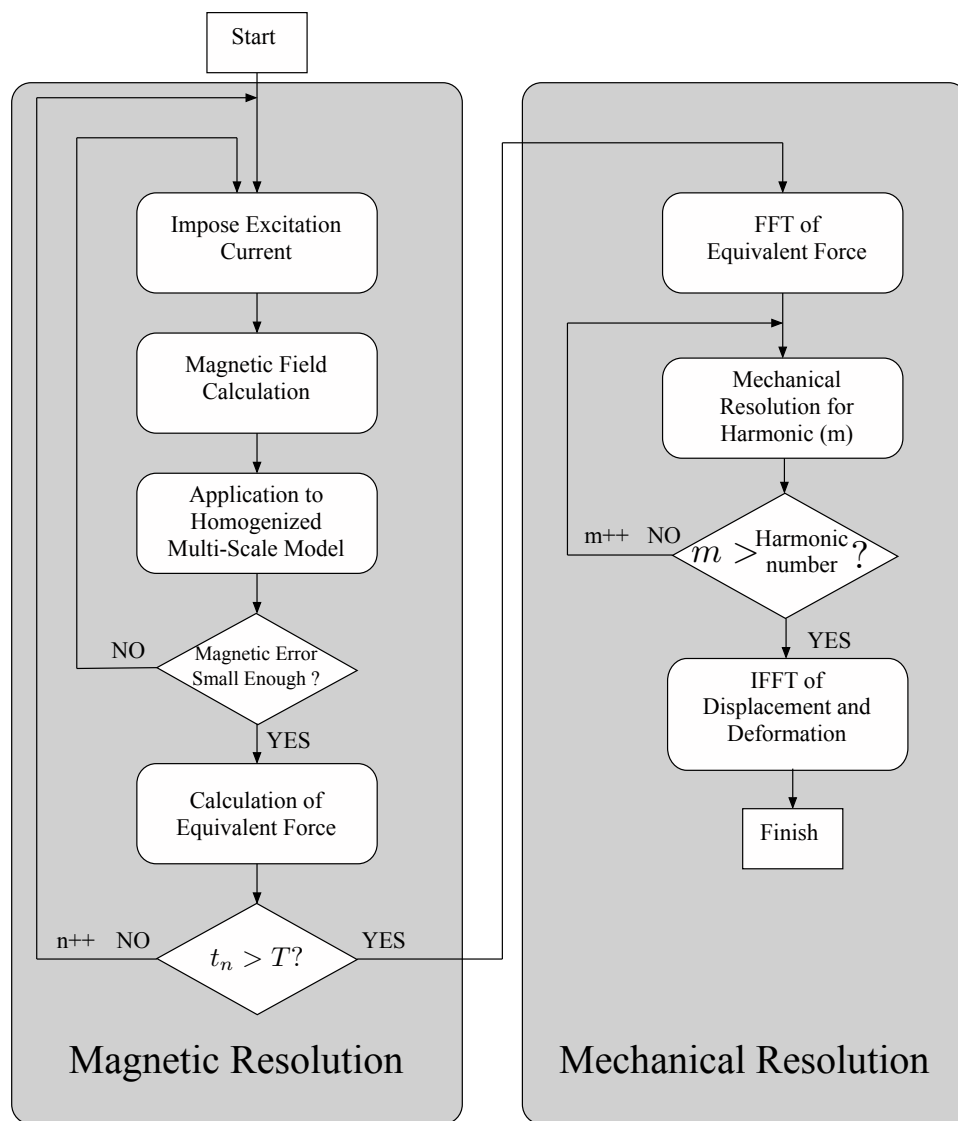 Start
Impose Excitation
Current
Magnetic Field
Calculation
Application to
Homogenized
Multi-Scale Model
NO
Magnetic Error
Small Enough ?
YES
Calculation of
Equivalent Force
n++ NO
t_n > T?
YES
Magnetic Resolution
FFT of
Equivalent Force
Mechanical
Resolution for
Harmonic (m)
m++ NO
m > Harmonic number ?
YES
IFFT of
Displacement and
Deformation
Finish
Mechanical Resolution